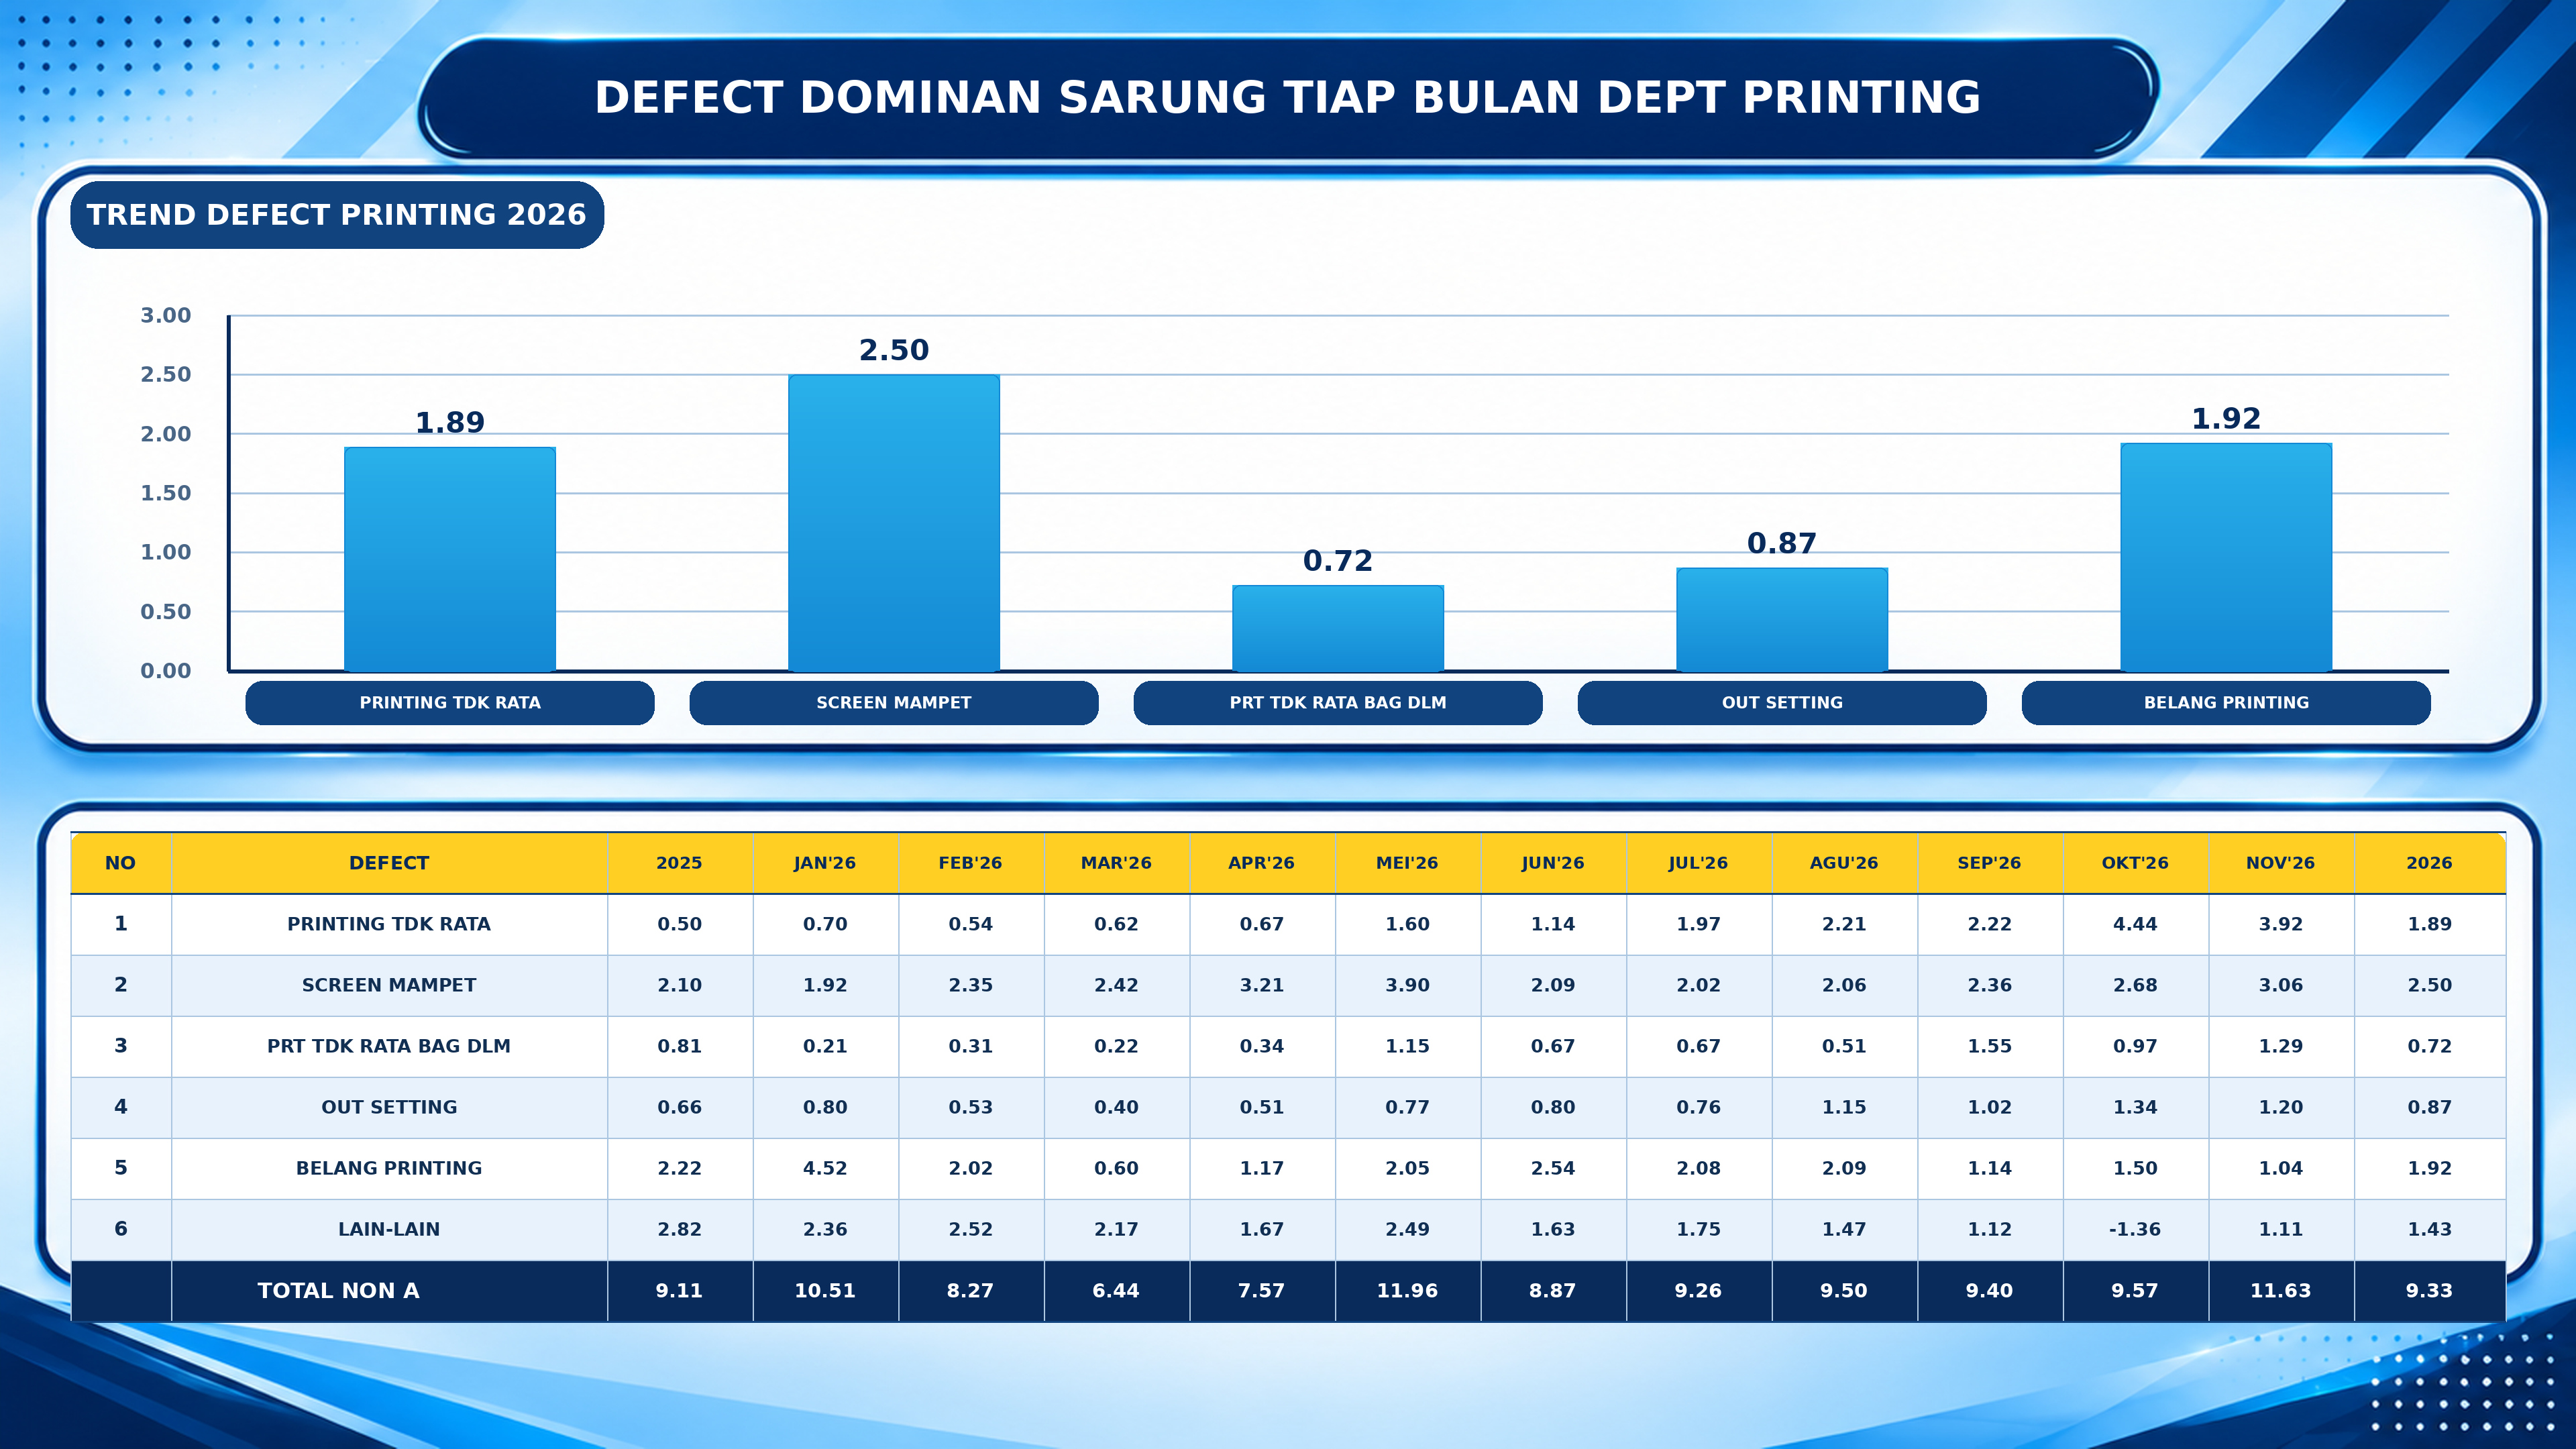 DEFECT DOMINAN SARUNG TIAP BULAN DEPT PRINTING
TREND DEFECT PRINTING 2026
3.00
2.50
2.00
1.50
1.00
0.50
0.00
1.89
2.50
0.72
0.87
1.92
PRINTING TDK RATA
SCREEN MAMPET
PRT TDK RATA BAG DLM
OUT SETTING
BELANG PRINTING
NO DEFECT 2025 JAN'26 FEB'26 MAR'26 APR'26 MEI'26 JUN'26 JUL'26 AGU'26 SEP'26 OKT'26 NOV'26 2026
1 PRINTING TDK RATA 0.50 0.70 0.54 0.62 0.67 1.60 1.14 1.97 2.21 2.22 4.44 3.92 1.89
2 SCREEN MAMPET 2.10 1.92 2.35 2.42 3.21 3.90 2.09 2.02 2.06 2.36 2.68 3.06 2.50
3 PRT TDK RATA BAG DLM 0.81 0.21 0.31 0.22 0.34 1.15 0.67 0.67 0.51 1.55 0.97 1.29 0.72
4 OUT SETTING 0.66 0.80 0.53 0.40 0.51 0.77 0.80 0.76 1.15 1.02 1.34 1.20 0.87
5 BELANG PRINTING 2.22 4.52 2.02 0.60 1.17 2.05 2.54 2.08 2.09 1.14 1.50 1.04 1.92
6 LAIN-LAIN 2.82 2.36 2.52 2.17 1.67 2.49 1.63 1.75 1.47 1.12 -1.36 1.11 1.43
TOTAL NON A 9.11 10.51 8.27 6.44 7.57 11.96 8.87 9.26 9.50 9.40 9.57 11.63 9.33